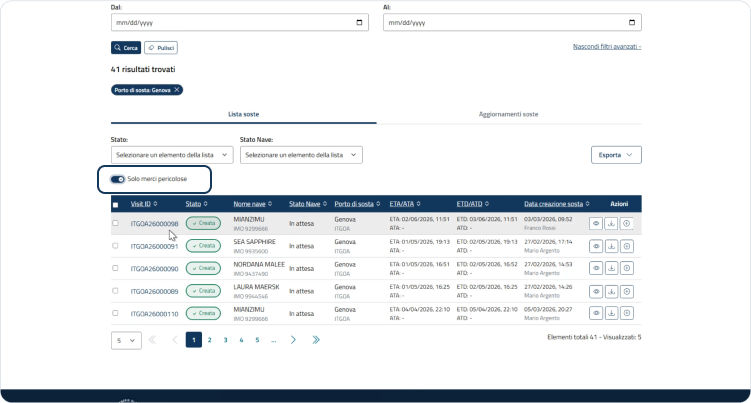 Dal:
Al:
mm/dd/yyyy
mm/dd/yyyy
Cerca
Pulisci
Nascondi filtri avanzati -
41 risultati trovati
Porto di sosta: Genova
Lista soste
Aggiornamenti soste
Stato:
Stato Nave:
Selezionare un elemento della lista
Selezionare un elemento della lista
Esporta
Solo merci pericolose
Visit ID Stato Nome nave Stato Nave Porto di sosta ETA/ATA ETD/ATD Data creazione sosta Azioni
ITGOA26000098 Creata MIANZIMU In attesa Genova ETA: 02/06/2026, 11:51 ETD: 03/06/2026, 11:51 03/03/2026, 09:52
IMO 9299666 ITGOA ATA: - ATD: - Franco Rossi
ITGOA26000091 Creata SEA SAPPHIRE In attesa Genova ETA: 01/05/2026, 19:13 ETD: 02/05/2026, 19:13 27/02/2026, 17:14
IMO 9935600 ITGOA ATA: - ATD: - Mario Argento
ITGOA26000090 Creata NORDANA MALEE In attesa Genova ETA: 01/05/2026, 16:51 ETD: 02/05/2026, 16:52 27/02/2026, 14:53
IMO 9437490 ITGOA ATA: - ATD: - Mario Argento
ITGOA26000089 Creata LAURA MAERSK In attesa Genova ETA: 01/05/2026, 16:25 ETD: 02/05/2026, 16:25 27/02/2026, 14:26
IMO 9944546 ITGOA ATA: - ATD: - Mario Argento
ITGOA26000110 Creata MIANZIMU In attesa Genova ETA: 04/04/2026, 22:10 ETD: 05/04/2026, 22:10 05/03/2026, 20:27
IMO 9299666 ITGOA ATA: - ATD: - Mario Argento
5 1 2 3 4 5 ...
Elementi totali 41 - Visualizzati: 5